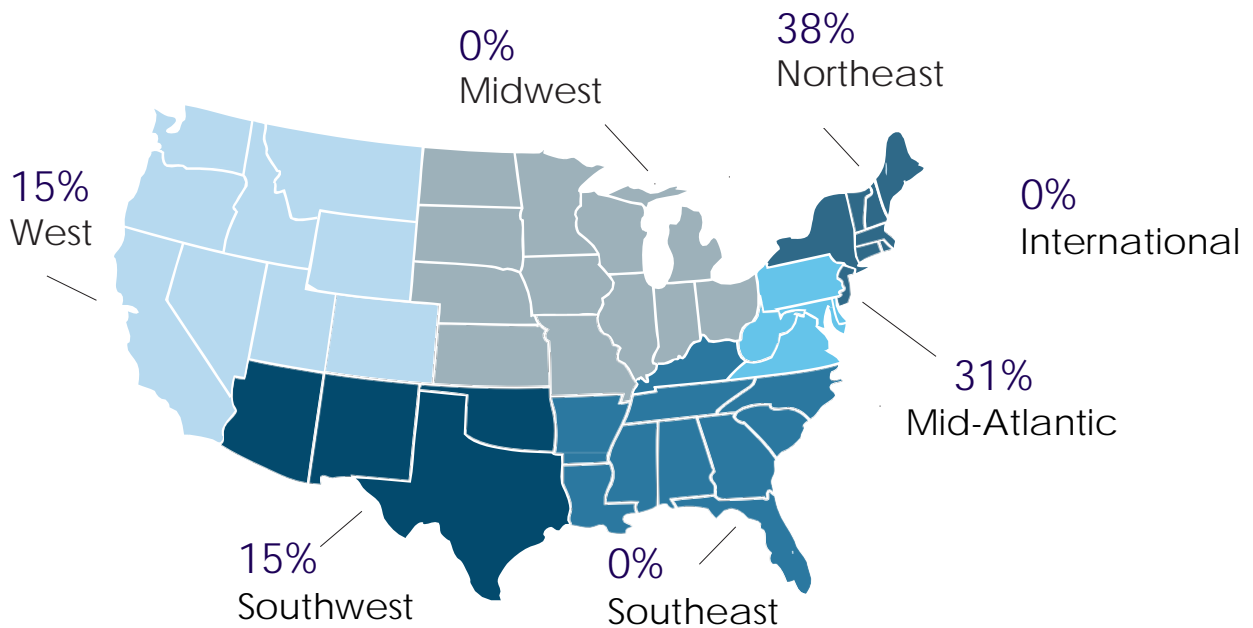 38%
Northeast
0%
Midwest
15%
West
0%
International
31%
Mid-Atlantic
15%
Southwest
0%
Southeast